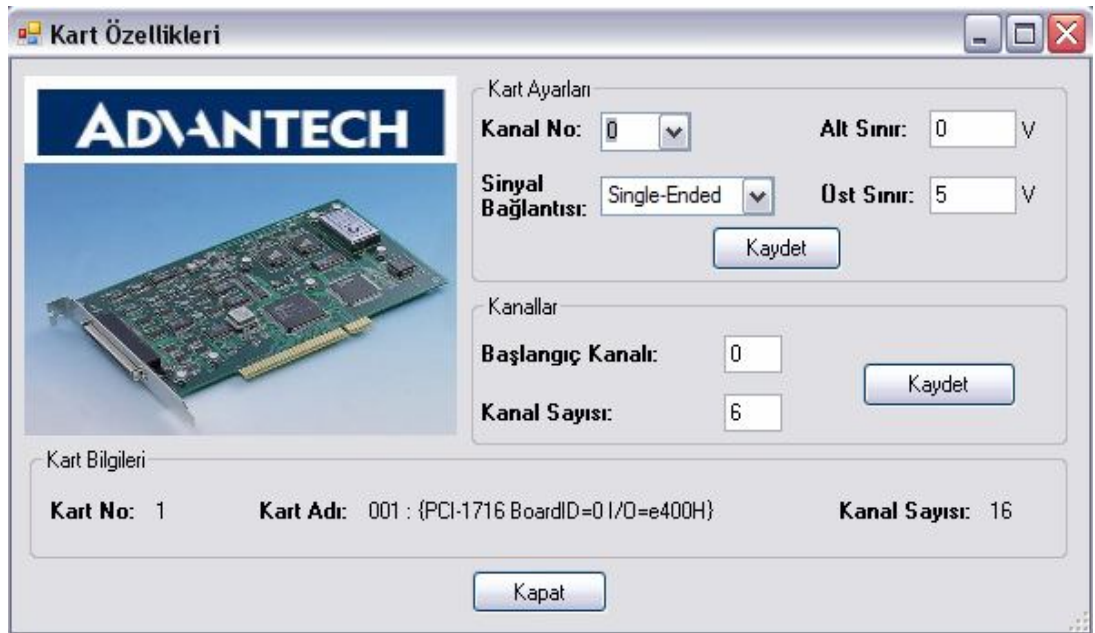 Kart Özellikleri
ADVANTECH
Kart Ayarları
Kanal No: 0 Alt Sınır: 0 V
Sinyal
Bağlantısı: Single-Ended Üst Sınır: 5 V
Kaydet
Kanallar
Başlangıç Kanalı: 0
Kaydet
Kanal Sayısı: 6
Kart Bilgileri
Kart No: 1 Kart Adı: 001 : {PCI-1716 BoardID=0 I/O=e400H} Kanal Sayısı: 16
Kapat